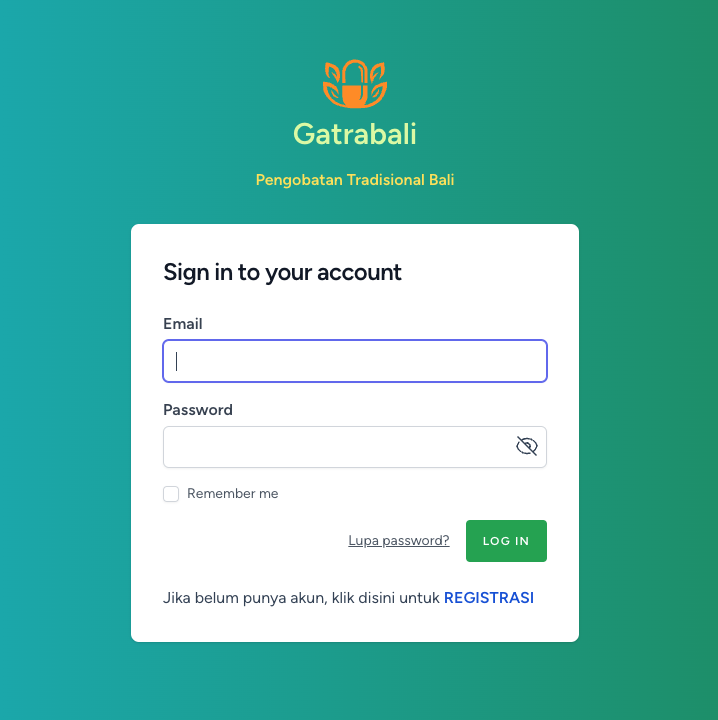 Gatrabali
Pengobatan Tradisional Bali
Sign in to your account
Email
Password
Remember me
Lupa password?
LOG IN
Jika belum punya akun, klik disini untuk REGISTRASI